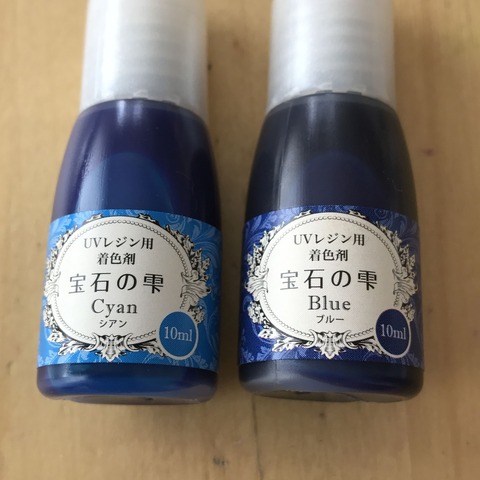 UVレジン用
着色剤
宝石の雫
Cyan
シアン
10ml
UVレジン用
着色剤
宝石の雫
Blue
ブルー
10ml